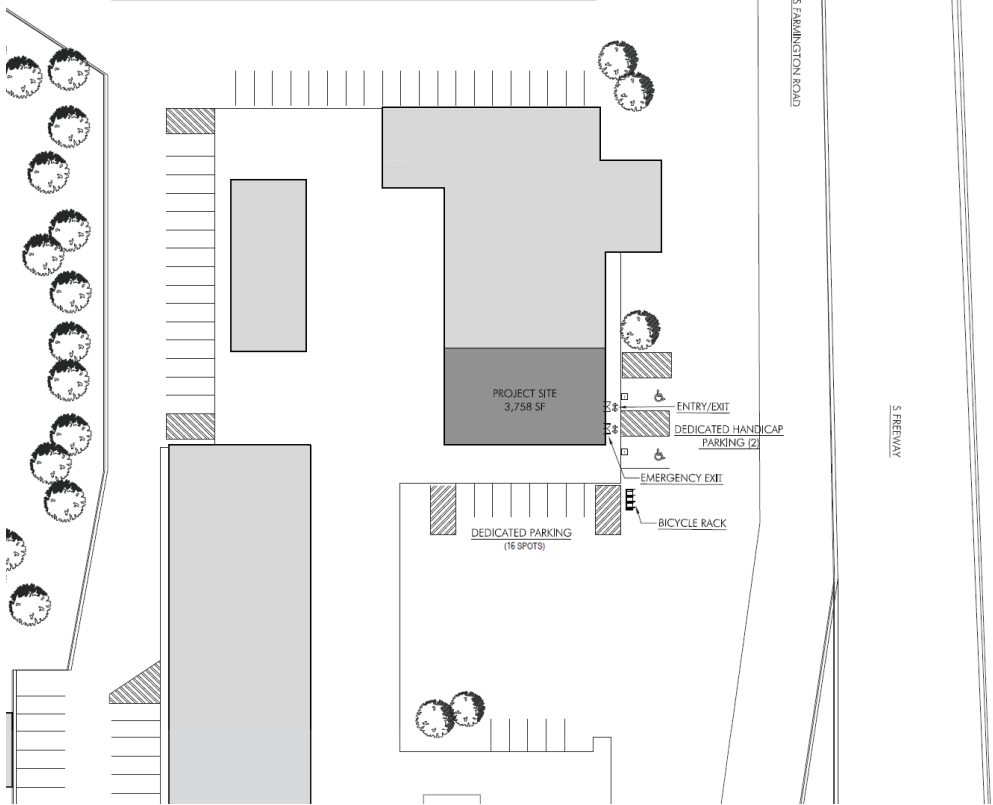 S FARMINGTON ROAD
PROJECT SITE
3,758 SF
ENTRY/EXIT
DEDICATED HANDICAP
PARKING (2)
S FREEWAY
EMERGENCY EXIT
BICYCLE RACK
DEDICATED PARKING
(16 SPOTS)